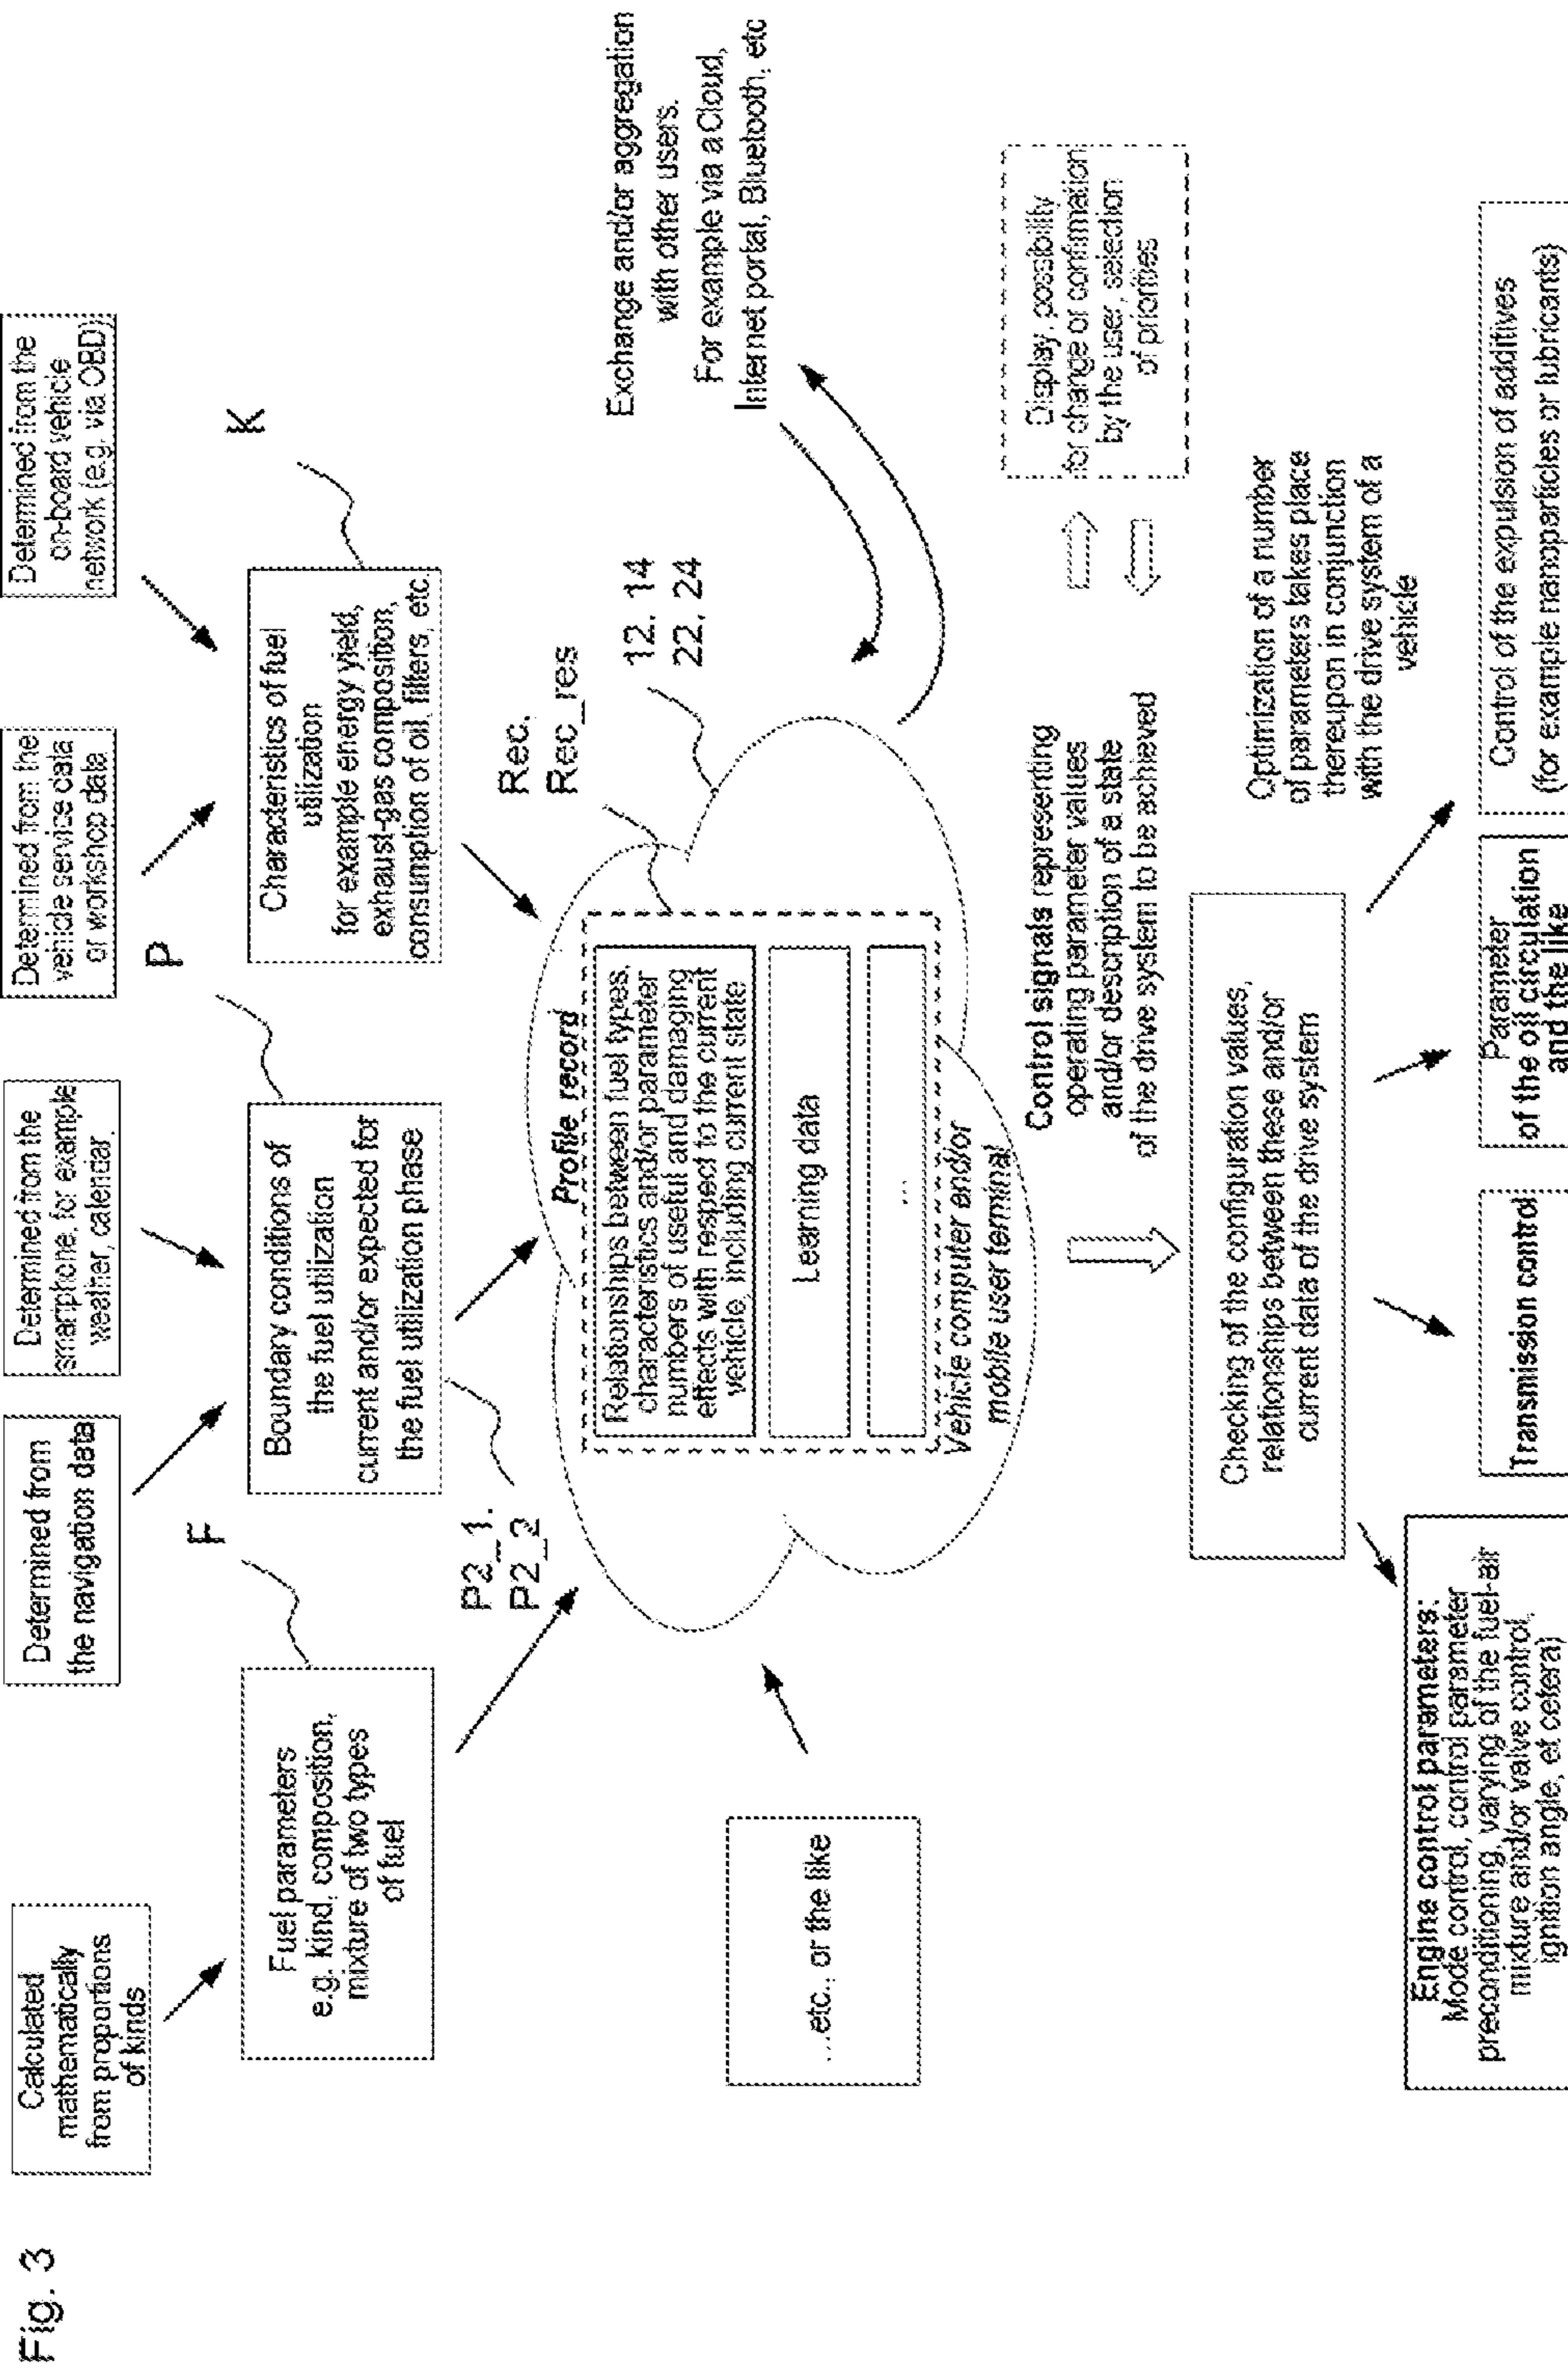 Fig. 3
Calculated
mathematically
from proportions
of kinds
Determined from
the navigation data
Determined from the
smartphone, for example
weather, calendar.
Determined from the
vehicle service data
or workshop data
Determined from the
on-board vehicle
network (e.g. via OBD)
F
P
K
Fuel parameters
e.g. kind, composition,
mixture of two types
of fuel
Boundary conditions of
the fuel utilization
current and/or expected for
the fuel utilization phase
Characteristics of fuel
utilization
for example energy yield,
exhaust-gas composition,
consumption of oil, filters, etc.
P2_1.
P2_2
Rec.
Rec_res
12, 14
22, 24
Exchange and/or aggregation
with other users.
For example via a Cloud,
Internet portal, Bluetooth, etc
Profile record
Relationships between fuel types,
characteristics and/or parameter
numbers of useful and damaging
effects with respect to the current
vehicle, including current state
Learning data
...
Vehicle computer and/or
mobile user terminal
...etc., or the like
Control signals representing
operating parameter values
and/or description of a state
of the drive system to be achieved
Display, possibility
for change or confirmation
by the user, selection
of priorities
Checking of the configuration values,
relationships between these and/or
current data of the drive system
Optimization of a number
of parameters takes place
thereupon in conjunction
with the drive system of a
vehicle
Engine control parameters:
Mode control, control parameter
preconditioning, varying of the fuel-air
mixture and/or valve control,
ignition angle, et cetera)
Transmission control
Parameter
of the oil circulation
and the like
Control of the expulsion of additives
(for example nanoparticles or lubricants)